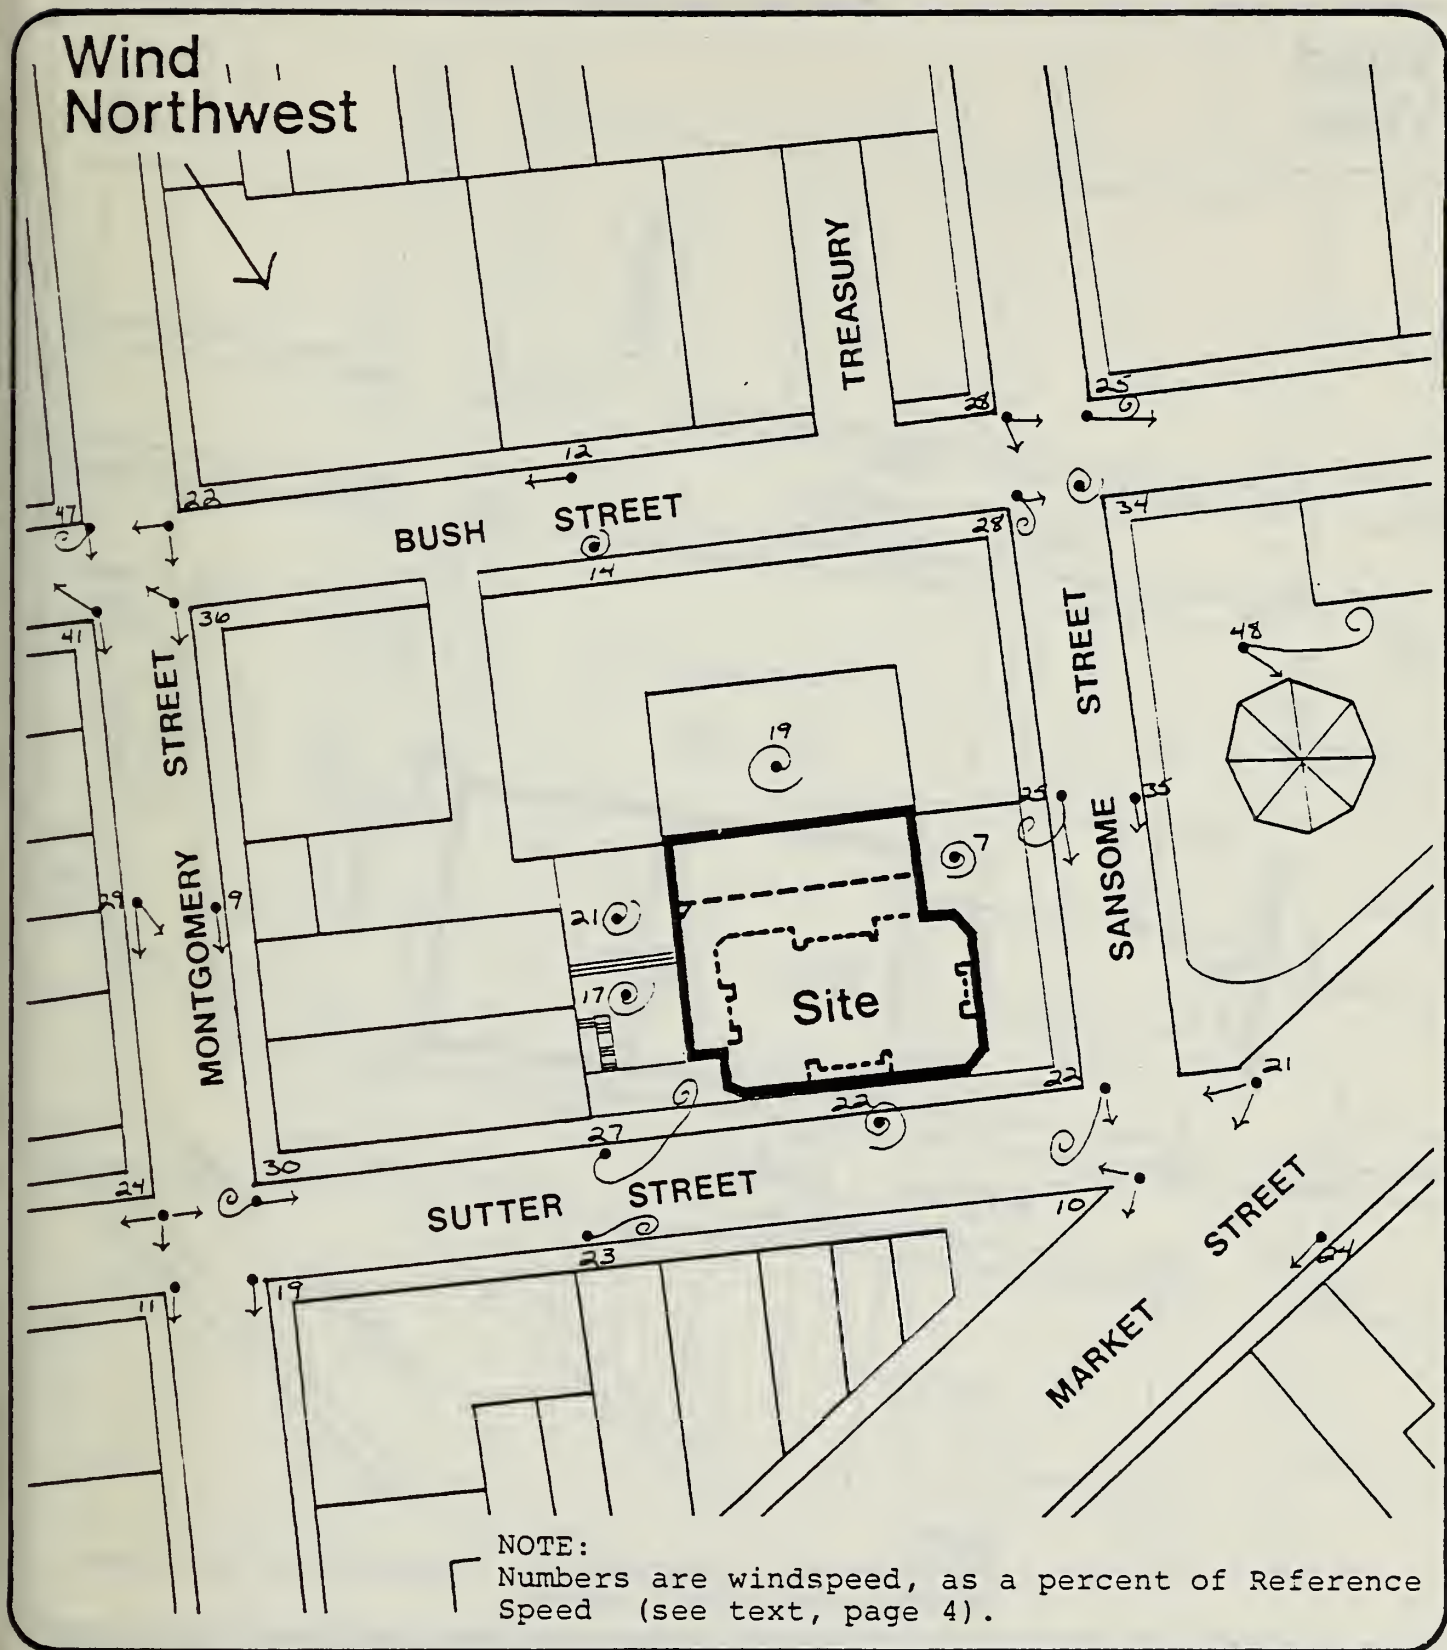 Wind
Northwest
TREASURY
25
28
12
22
47
BUSH STREET
34
28
14
36
41
48
STREET
STREET
19
25
35
7
29
9
21
MONTGOMERY
SANSOME
17
Site
22
21
22
27
30
24
SUTTER STREET
10
STREET
24
23
19
11
MARKET
NOTE:
Numbers are windspeed, as a percent of Reference
Speed (see text, page 4).